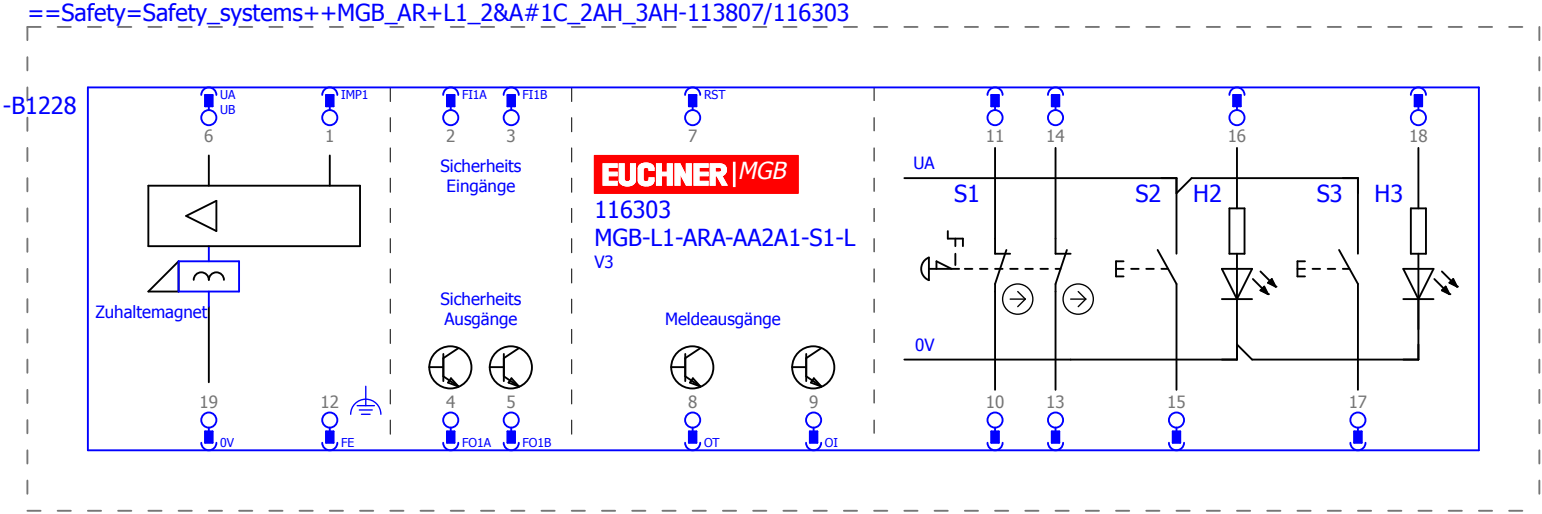 ==Safety=Safety_systems++MGB_AR+L1_2&A#1C_2AH_3AH-113807/116303
-B1228
UA
UB
6
IMP1
1
FI1A
2
FI1B
3
RST
7
11
14
16
18
Sicherheits
Eingänge
EUCHNER|MGB
116303
MGB-L1-ARA-AA2A1-S1-L
V3
UA
S1
S2
H2
S3
H3
Zuhaltemagnet
Sicherheits
Ausgänge
Meldeausgänge
0V
19
0V
12
FE
4
FO1A
5
FO1B
8
OT
9
OI
10
13
15
17